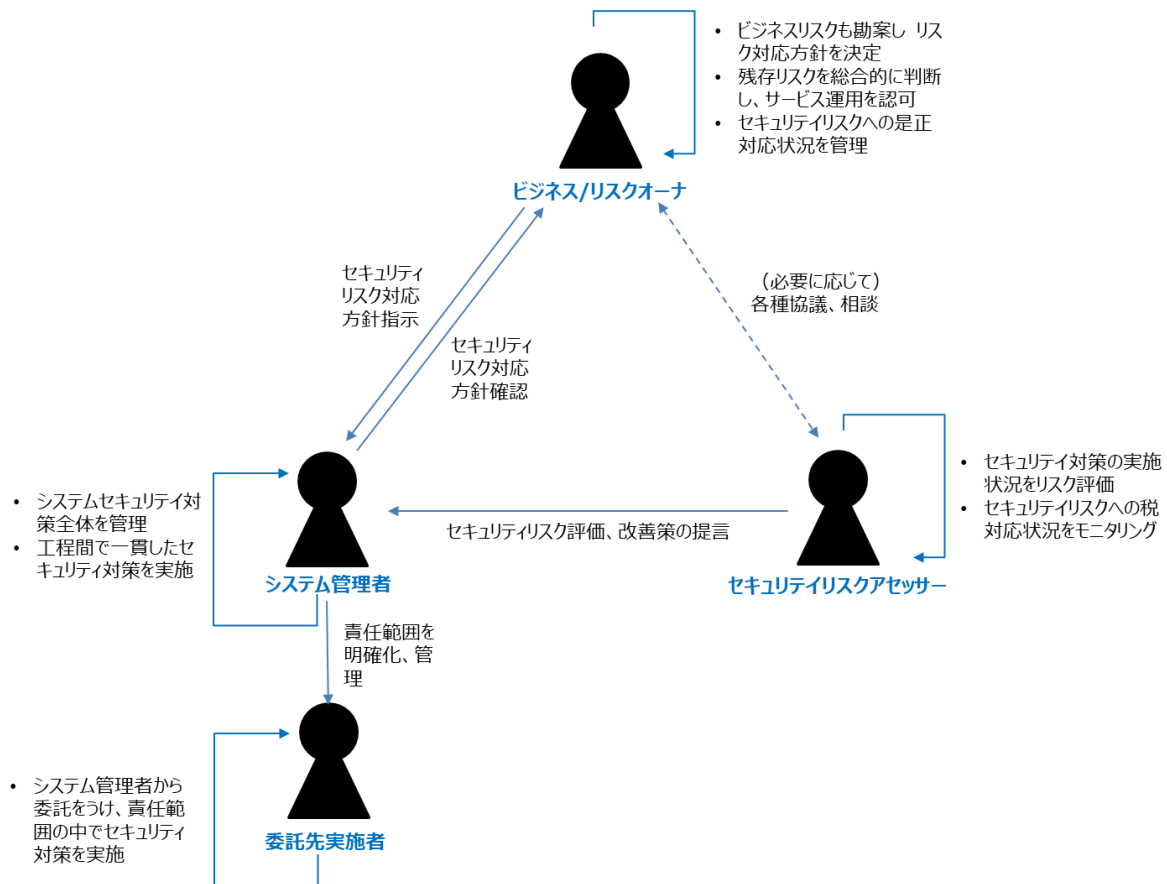 • ビジネスリスクも勘案し リス
ク対応方針を決定
• 残存リスクを総合的に判断
し、サービス運用を認可
• セキュリテイリスクへの是正
対応状況を管理
ビジネス/リスクオーナ
セキュリティ
リスク対応
方針指示
セキュリティ
リスク対応
方針確認
（必要に応じて）
各種協議、相談
• システムセキュリテイ対
策全体を管理
• 工程間で一貫したセ
キュリティ対策を実施
システム管理者
セキュリティリスク評価、改善策の提言
• セキュリテイ対策の実施
状況をリスク評価
• セキュリテイリスクへの税
対応状況をモニタリング
セキュリテイリスクアセッサー
責任範囲を
明確化、管
理
• システム管理者から
委託をうけ、責任範
囲の中でセキュリティ
対策を実施
委託先実施者